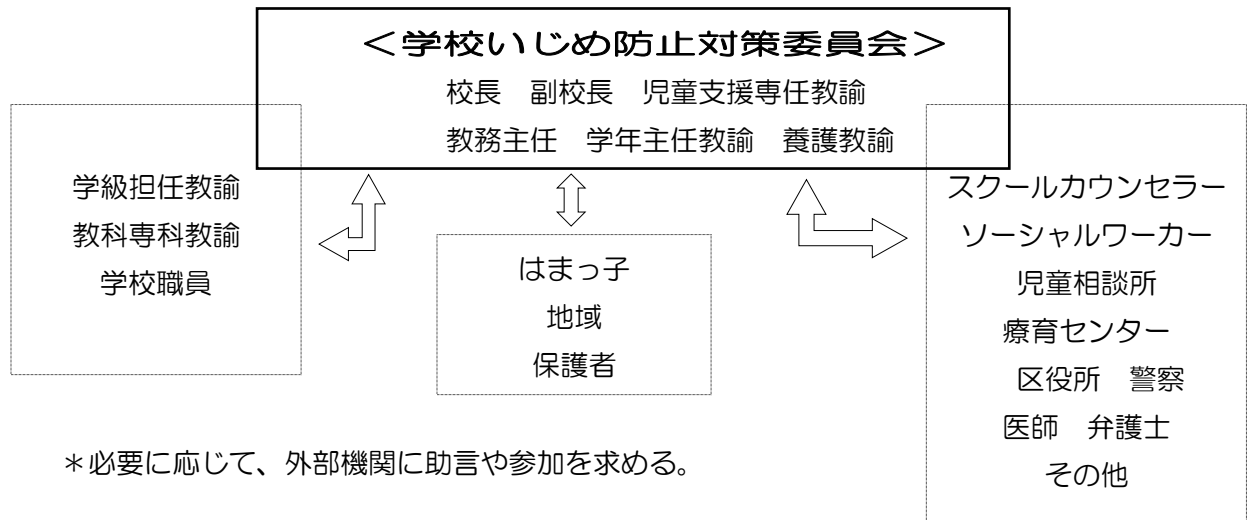 ＜学校いじめ防止対策委員会＞
校長　副校長　児童支援専任教諭
教務主任　学年主任教諭　養護教諭
学級担任教諭
教科専科教諭
学校職員
はまっ子
地域
保護者
スクールカウンセラー
ソーシャルワーカー
児童相談所
療育センター
区役所　警察
医師　弁護士
その他
＊必要に応じて、外部機関に助言や参加を求める。